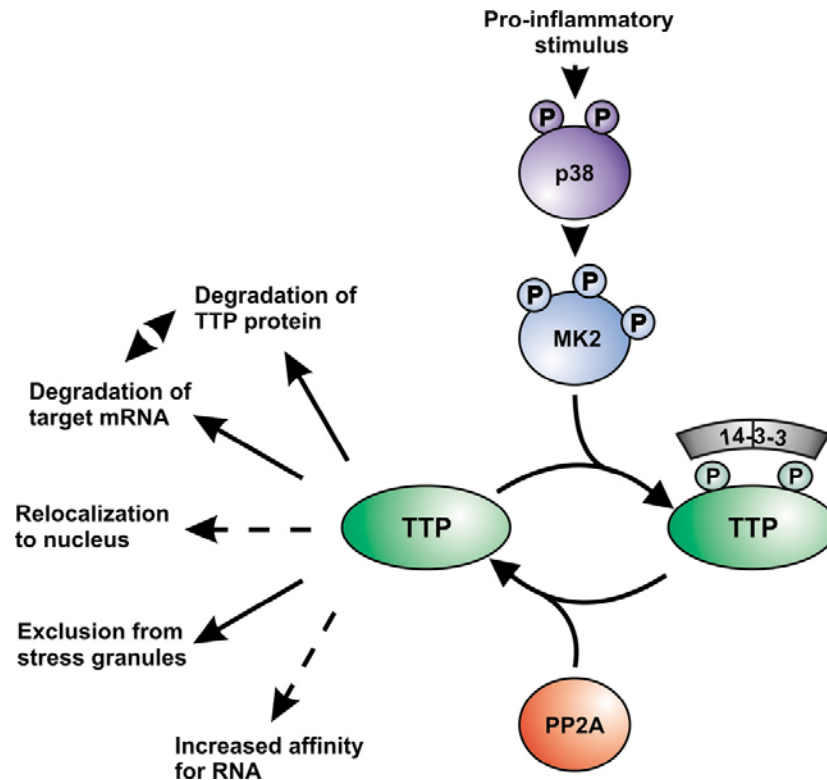 Pro-inflammatory
stimulus
P P
p38
P P P
MK2
Degradation of
TTP protein
Degradation of
target mRNA
14-3-3
P P
TTP
TTP
Relocalization
to nucleus
Exclusion from
stress granules
PP2A
Increased affinity
for RNA